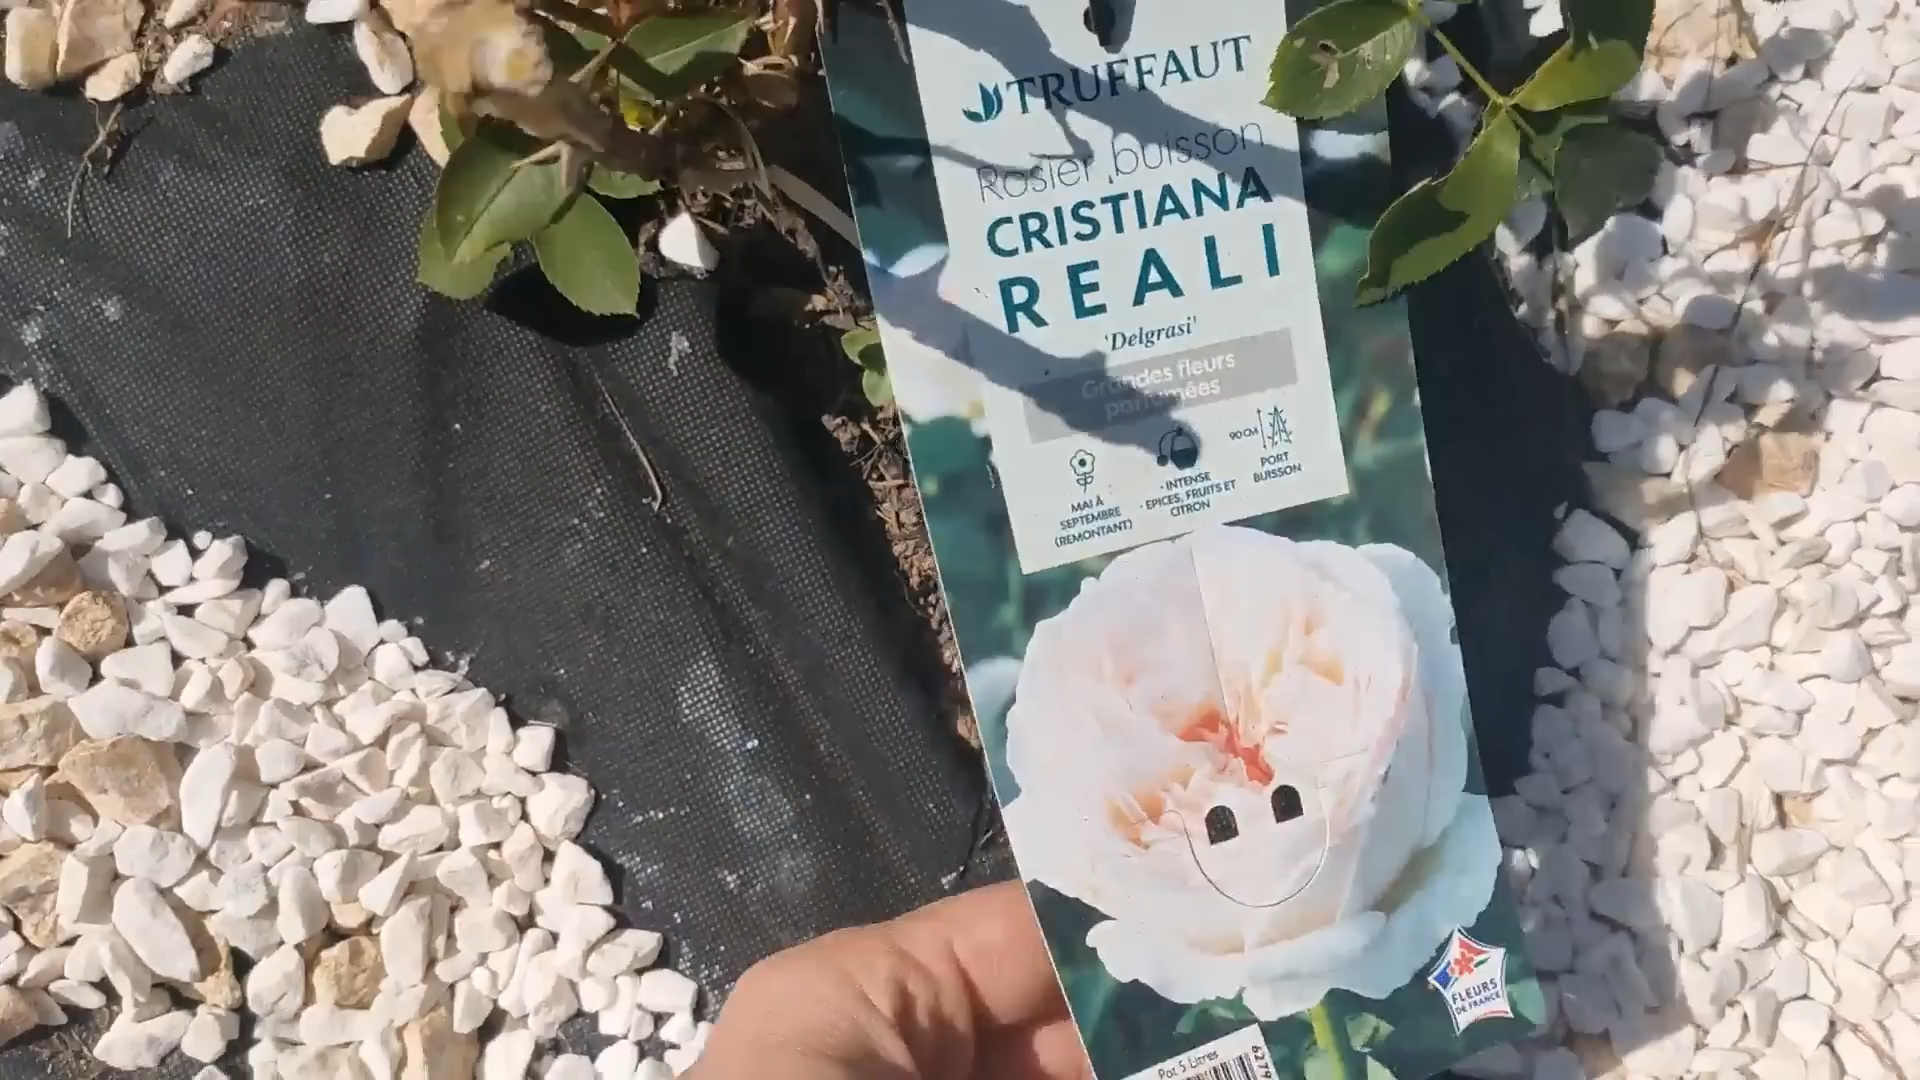 TRUFFAUT
Rosier buisson
CRISTIANA
REALI
'Delgrasi'
Grandes fleurs
parfumées
MAI À
SEPTEMBRE
(REMONTANT)
- INTENSE
- EPICES, FRUITS ET
CITRON
90 CM
PORT
BUISSON
FLEURS
DE FRANCE
Pot 5 Litres
6279